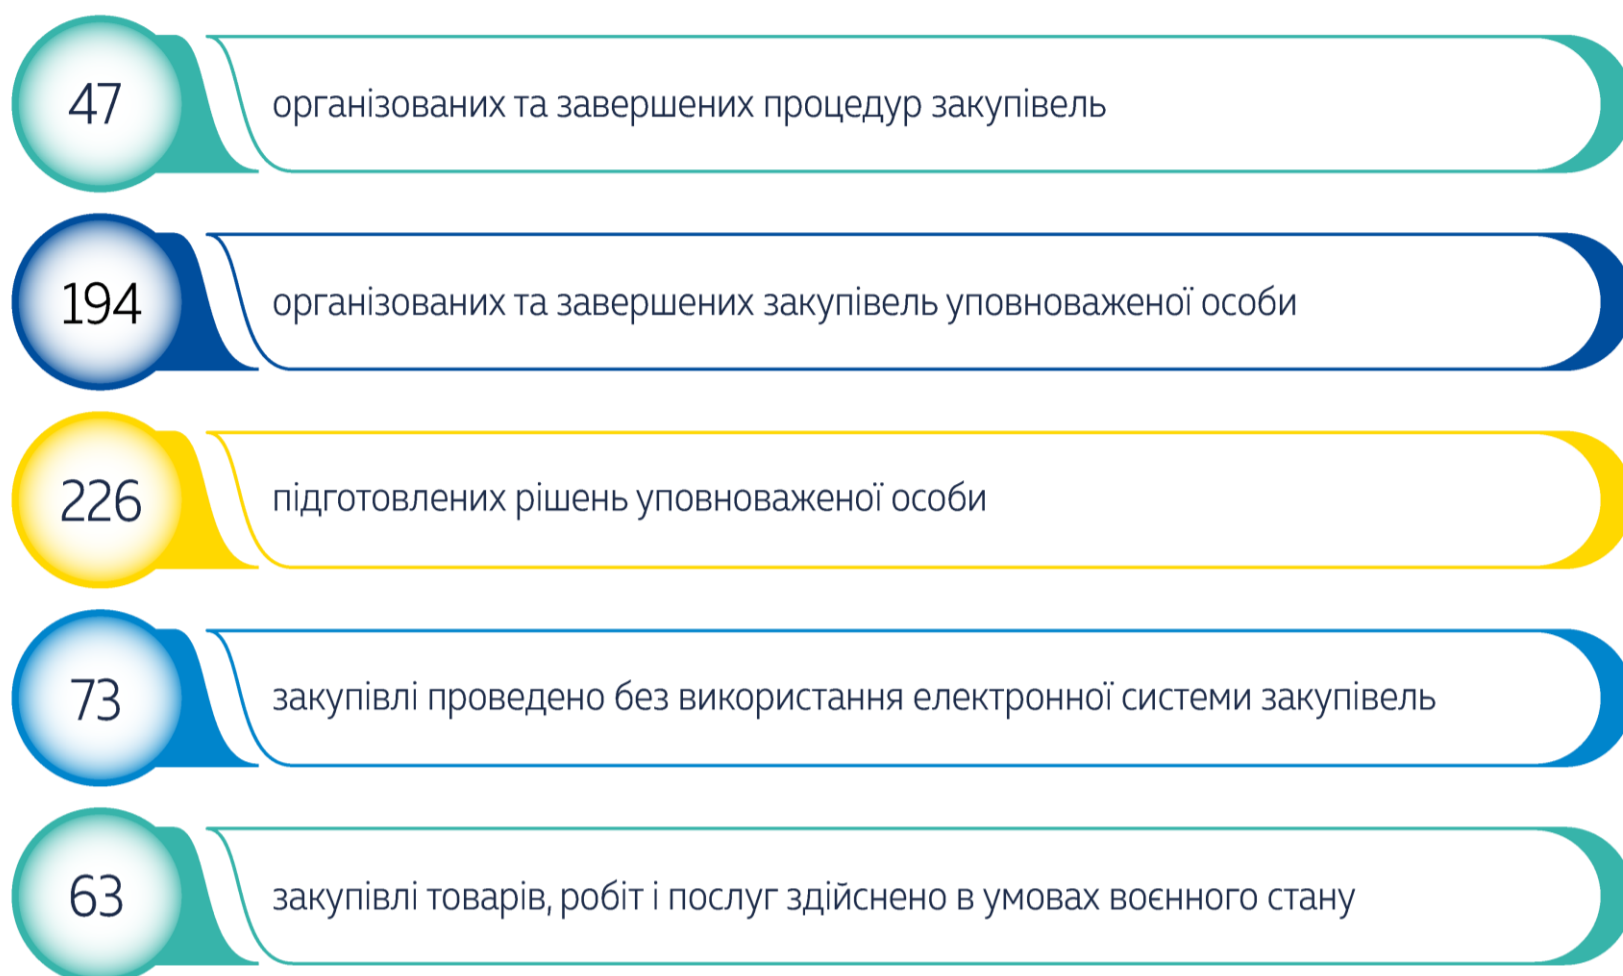 47
організованих та завершених процедур закупівель
194
організованих та завершених закупівель уповноваженої особи
226
підготовлених рішень уповноваженої особи
73
закупівлі проведено без використання електронної системи закупівель
63
закупівлі товарів, робіт і послуг здійснено в умовах воєнного стану